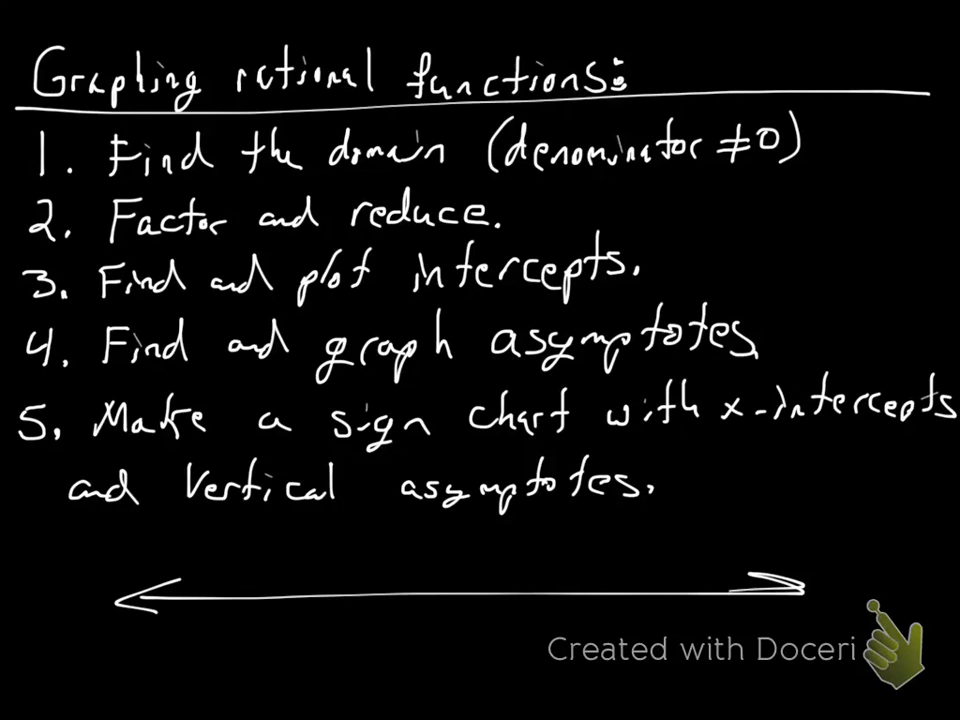 Graphing rational functions:
1. Find the domain (denominator ≠0)
2. Factor and reduce.
3. Find and plot intercepts.
4. Find and graph asymptotes
5. Make a sign chart with x-intercepts
and Vertical asymptotes.
Created with Doceri